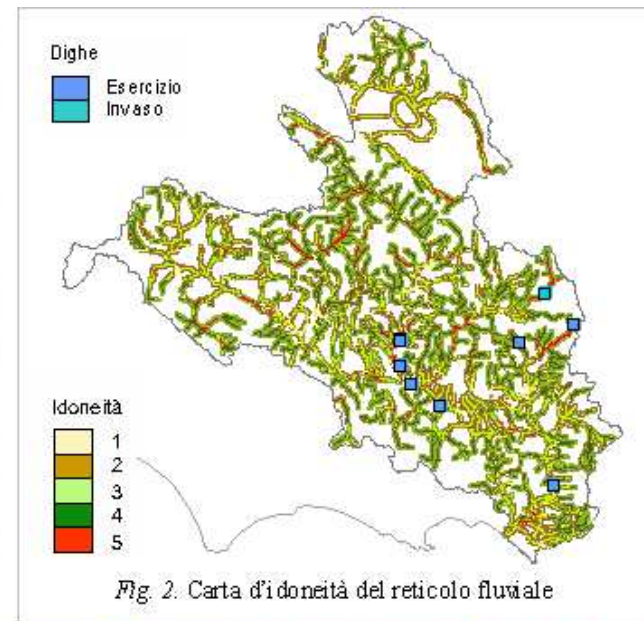 Dighe
Esercizio
Invaso
Idoneità
1
2
3
4
5
Fig. 2. Carta d'idoneità del reticolo fluviale